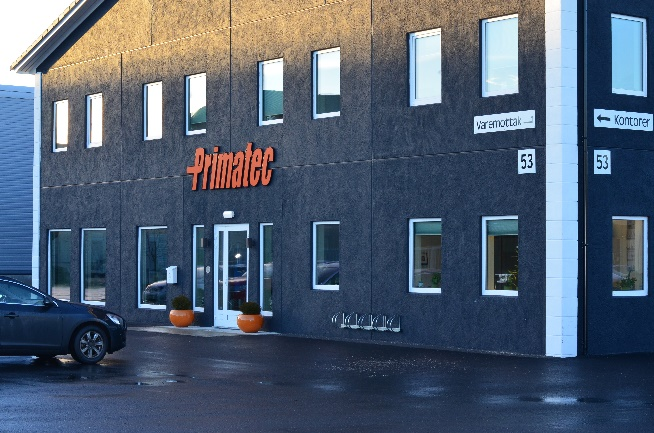 Primatec
Varemottak →
53
← Kontorer
53